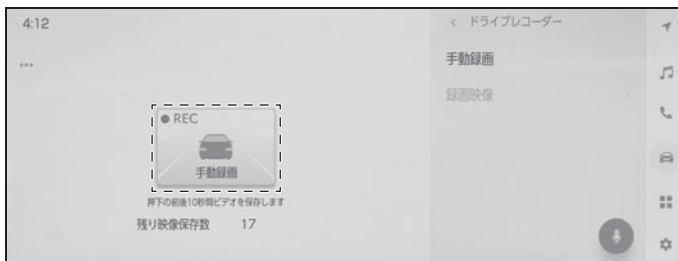 4:12
ドライブレコーダー
手動録画
録画映像
REC
手動録画
押下の前後10秒間ビデオを保存します
残り映像保存数 17